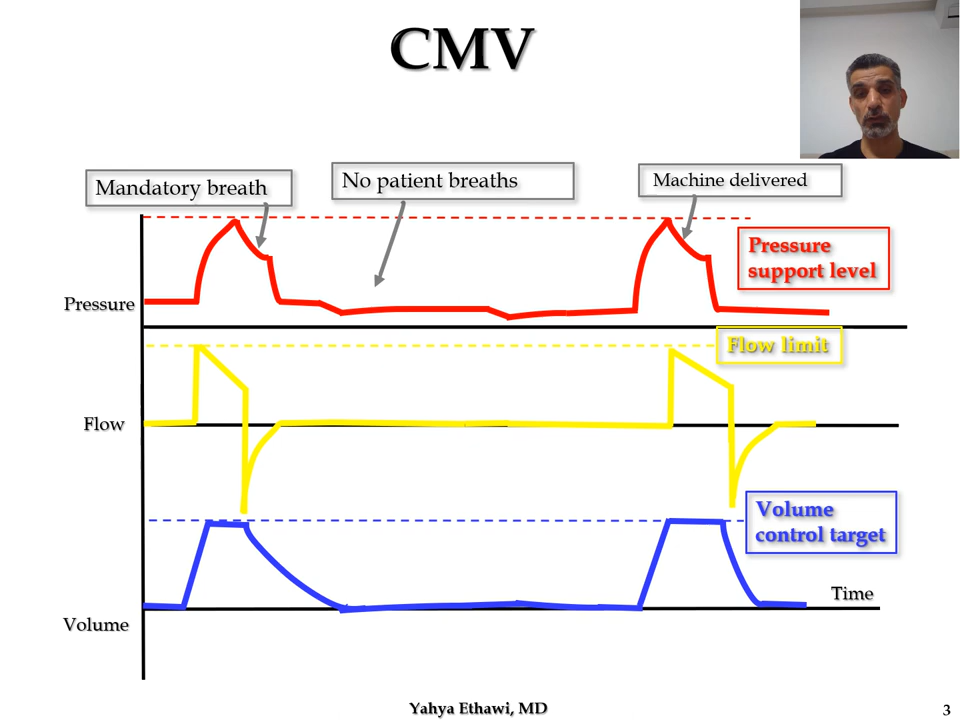 CMV
Mandatory breath
No patient breaths
Machine delivered
Pressure
support level
Pressure
Flow limit
Flow
Volume
control target
Time
Volume
Yahya Ethawi, MD
3